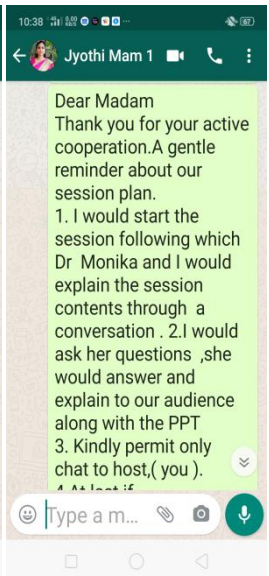 10:38
67
Jyothi Mam 1
Dear Madam
Thank you for your active
cooperation.A gentle
reminder about our
session plan.
1. I would start the
session following which
Dr Monika and I would
explain the session
contents through a
conversation . 2.I would
ask her questions ,she
would answer and
explain to our audience
along with the PPT
3. Kindly permit only
chat to host,( you ).
Type a m...